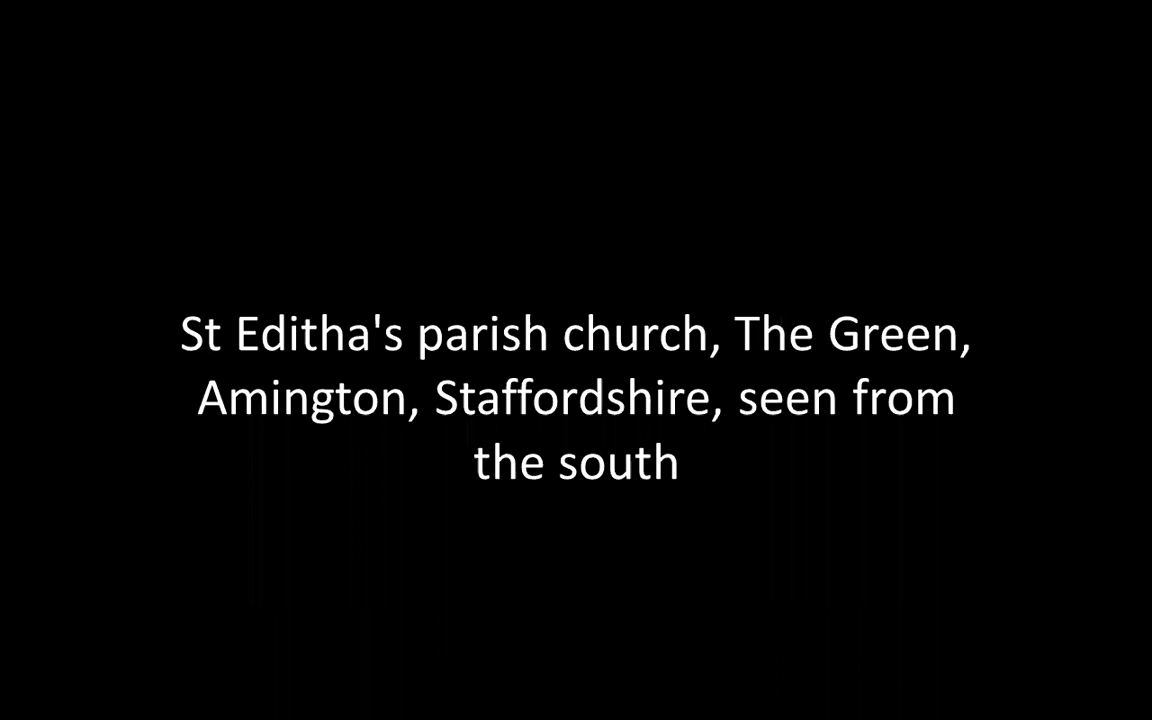 St Editha's parish church, The Green,
Amington, Staffordshire, seen from
the south